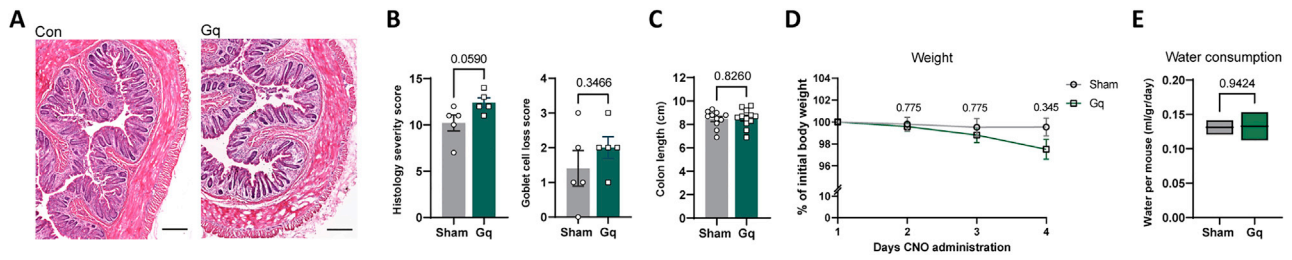 A
Con
Gq
B
Histology severity score
15
10
5
0
0.0590
Sham Gq
Goblet cell loss score
4
3
2
1
0
0.3466
Sham Gq
C
Colon length (cm)
12
10
8
6
4
2
0
0.8260
Sham Gq
D
Weight
% of initial body weight
104
102
100
98
96
10
0
0.775
0.775
0.345
Sham
Gq
1 2 3 4
Days CNO administration
E
Water consumption
Water per mouse (ml/gr/day)
0.20
0.15
0.10
0.05
0.00
0.9424
Sham Gq